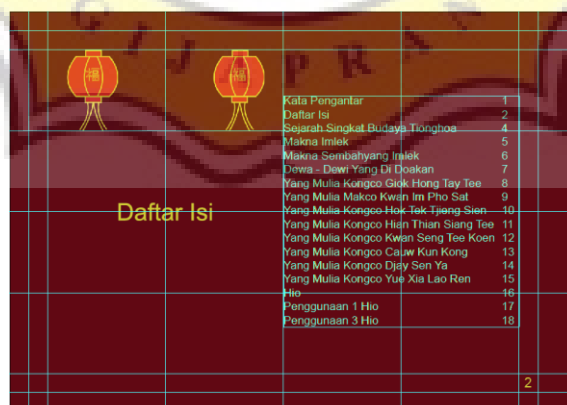 Daftar Isi
Kata Pengantar 1
Daftar Isi 2
Sejarah Singkat Budaya Tionghoa 4
Makna Imlek 5
Makna Sembahyang Imlek 6
Dewa - Dewi Yang Di Doakan 7
Yang Mulia Kongco Giok Hong Tay Tee 8
Yang Mulia Makco Kwan Im Pho Sat 9
Yang Mulia Kongco Hok Tek Tjieng Sien 10
Yang Mulia Kongco Hian Thian Siang Tee 11
Yang Mulia Kongco Kwan Seng Tee Koen 12
Yang Mulia Kongco Cauw Kun Kong 13
Yang Mulia Kongco Djay Sen Ya 14
Yang Mulia Kongco Yue Xia Lao Ren 15
Hio 16
Penggunaan 1 Hio 17
Penggunaan 3 Hio 18
2